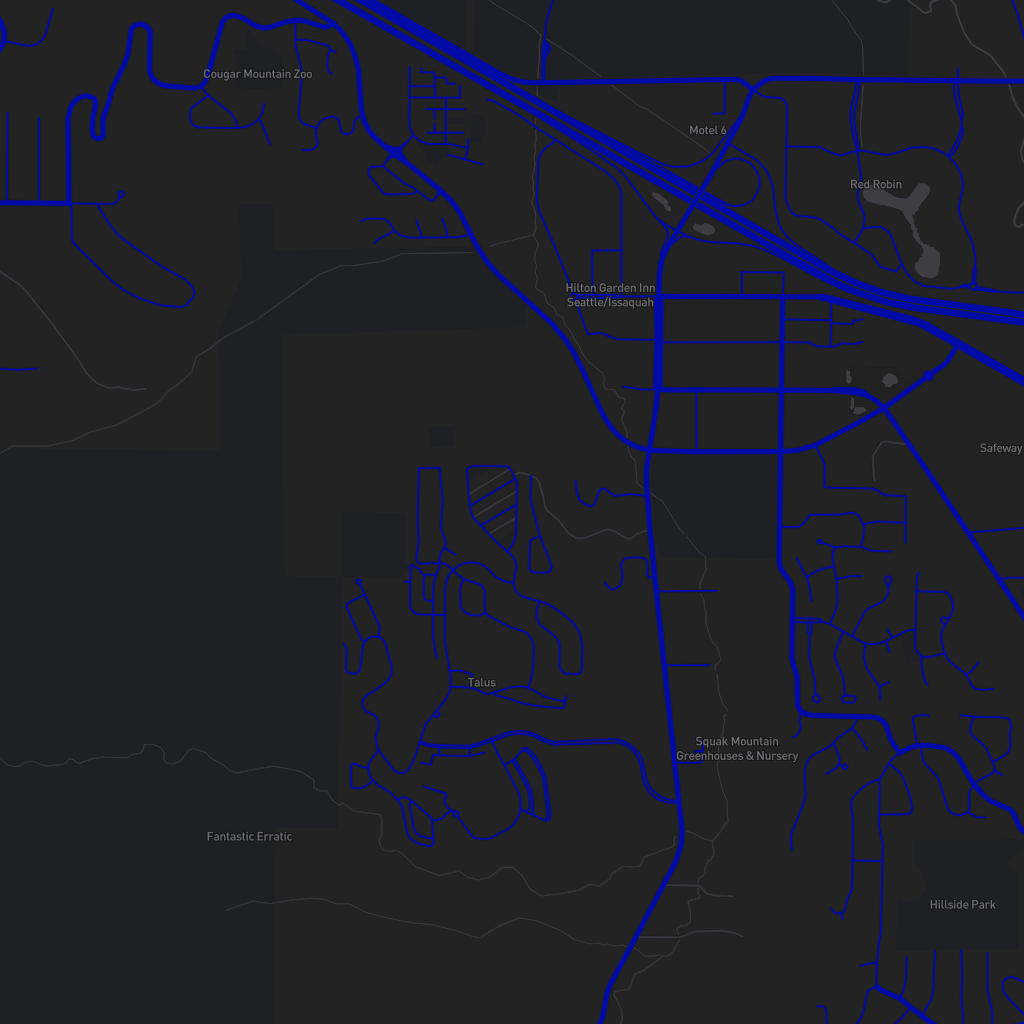 Cougar Mountain Zoo
Motel 6
Red Robin
Hilton Garden Inn
Seattle/Issaquah
Safeway
Talus
Squak Mountain
Greenhouses & Nursery
Fantastic Erratic
Hillside Park